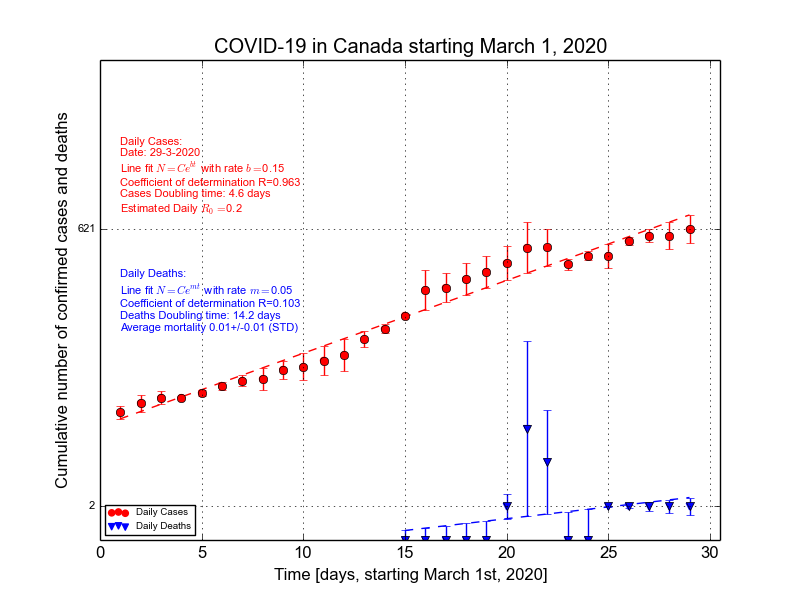 COVID-19 in Canada starting March 1, 2020
Cumulative number of confirmed cases and deaths
Daily Cases:
Date: 29-3-2020
Line fit N = Ce^{bt} with rate b = 0.15
Coefficient of determination R=0.963
Cases Doubling time: 4.6 days
Estimated Daily R_0 = 0.2
621
Daily Deaths:
Line fit N = Ce^{mt} with rate m = 0.05
Coefficient of determination R=0.103
Deaths Doubling time: 14.2 days
Average mortality 0.01+/-0.01 (STD)
2
Daily Cases
Daily Deaths
0 5 10 15 20 25 30
Time [days, starting March 1st, 2020]